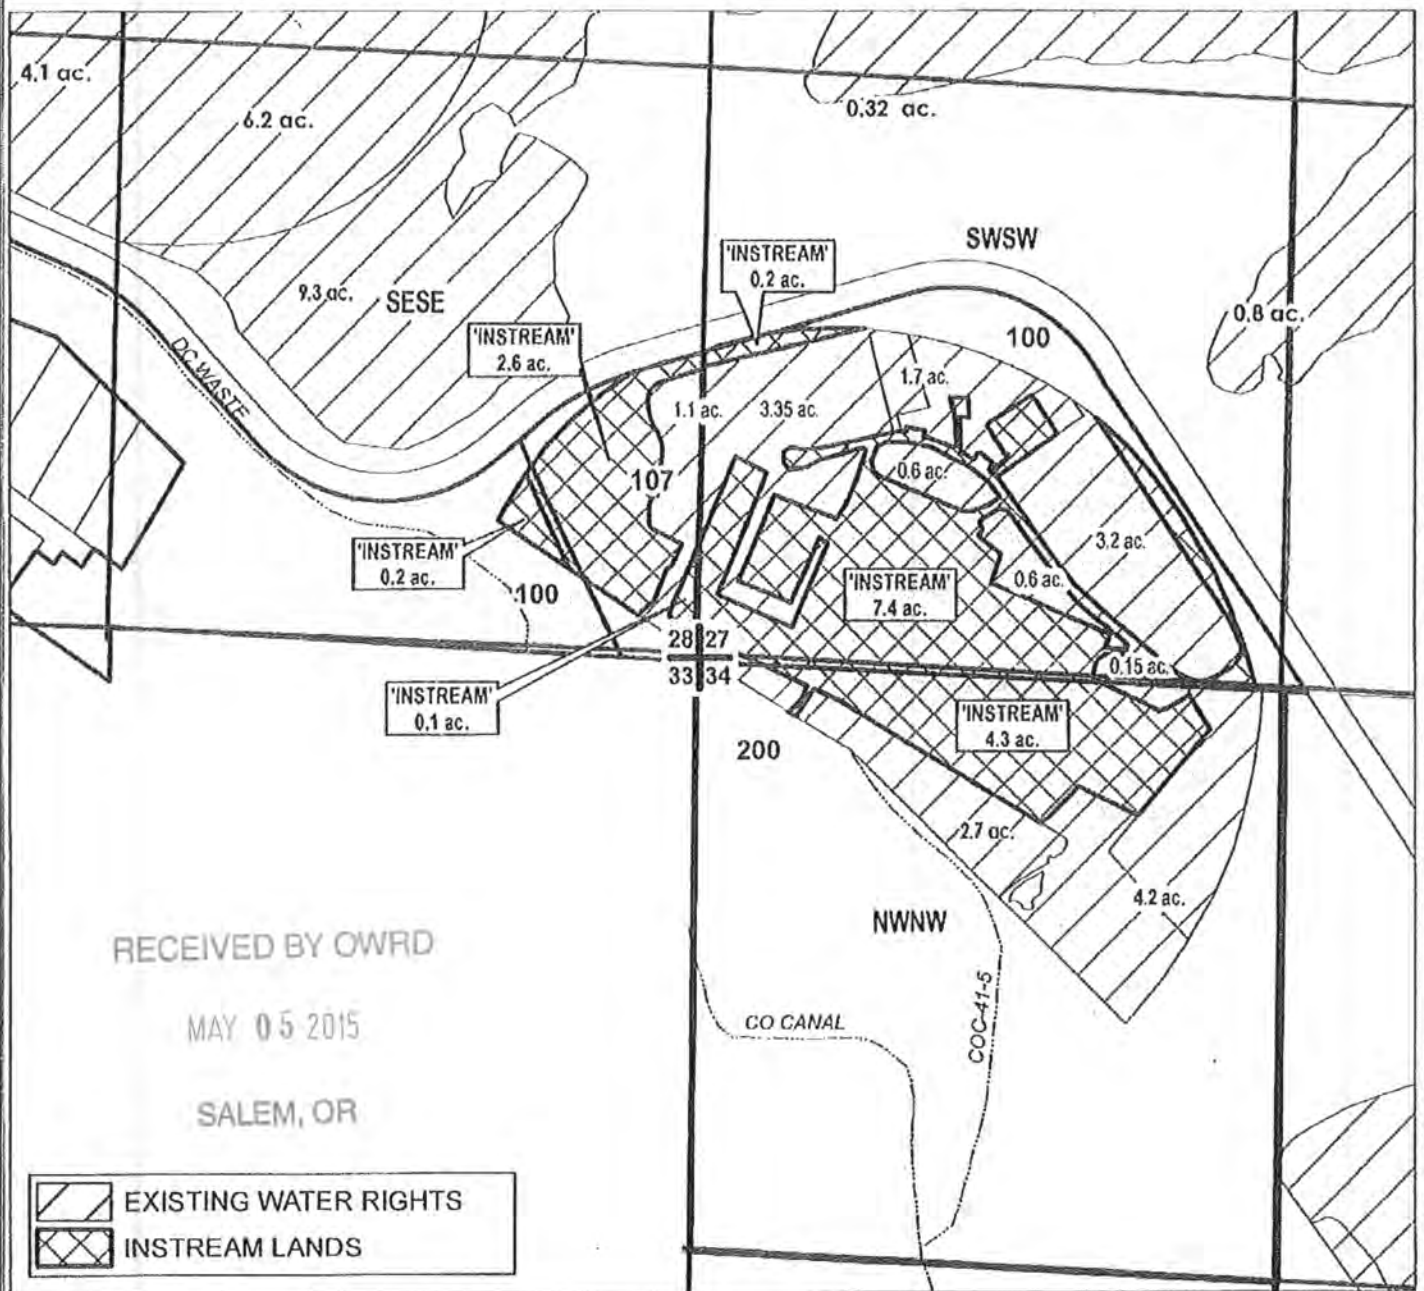 4.1 ac.
6.2 ac.
0.32 ac.
SWSW
'INSTREAM'
0.2 ac.
9.3 ac.
SESE
0.8 ac.
'INSTREAM'
2.6 ac.
100
DC WASTE
1.7 ac.
1.1 ac.
3.35 ac.
107
0.6 ac.
3.2 ac.
'INSTREAM'
0.2 ac.
100
'INSTREAM'
7.4 ac.
0.6 ac.
28 27
33 34
0.15 ac.
'INSTREAM'
0.1 ac.
'INSTREAM'
4.3 ac.
200
2.7 ac.
4.2 ac.
NWNW
RECEIVED BY OWRD
MAY 05 2015
SALEM, OR
CO CANAL
COC-41-5
EXISTING WATER RIGHTS
INSTREAM LANDS